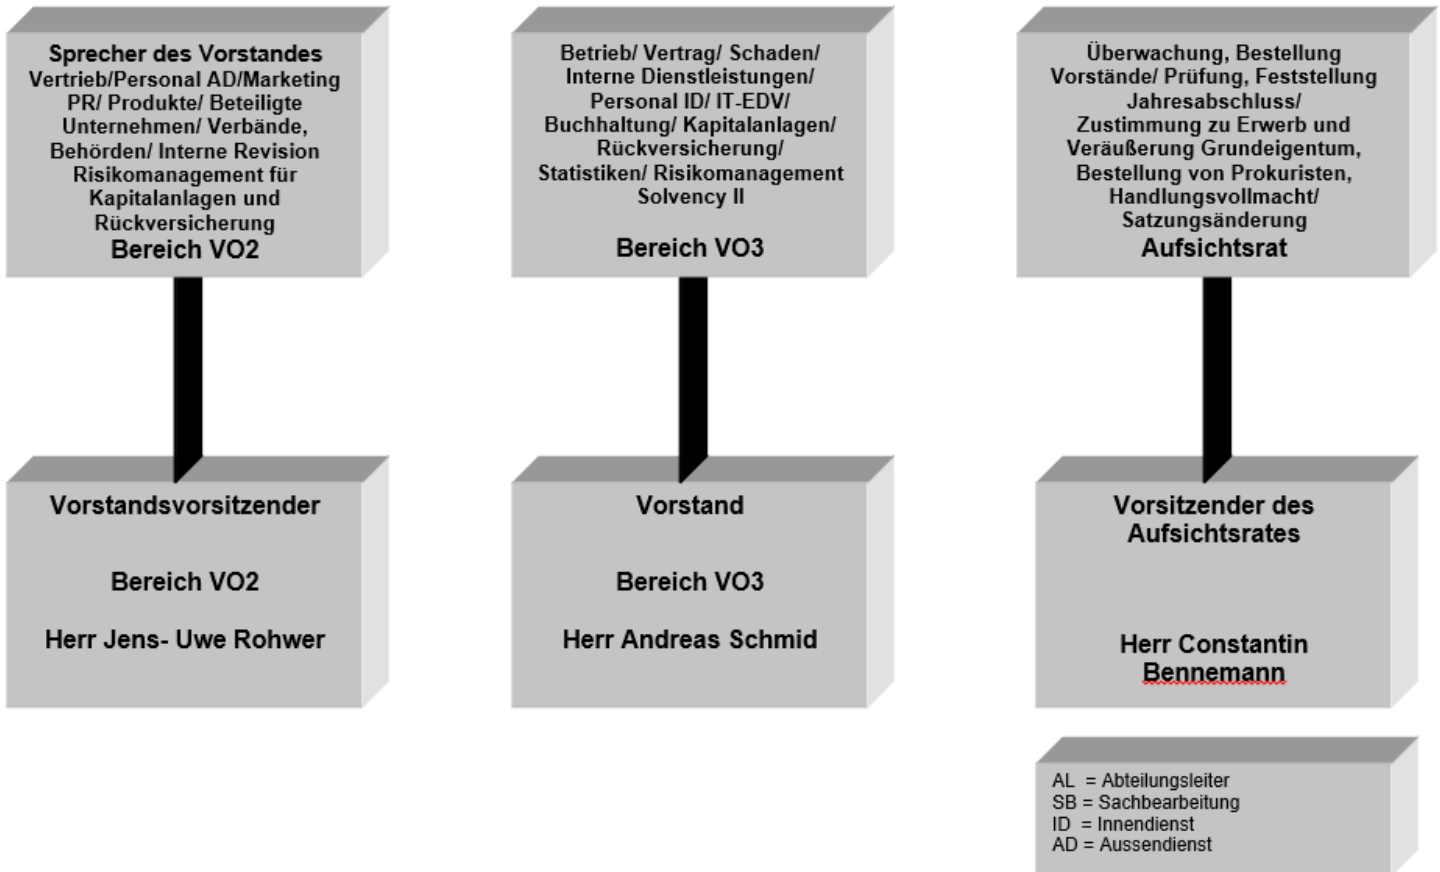 Sprecher des Vorstandes
Vertrieb/Personal AD/Marketing
PR/ Produkte/ Beteiligte
Unternehmen/ Verbände,
Behörden/ Interne Revision
Risikomanagement für
Kapitalanlagen und
Rückversicherung
Bereich VO2
Betrieb/ Vertrag/ Schaden/
Interne Dienstleistungen/
Personal ID/ IT-EDV/
Buchhaltung/ Kapitalanlagen/
Rückversicherung/
Statistiken/ Risikomanagement
Solvency II
Bereich VO3
Überwachung, Bestellung
Vorstände/ Prüfung, Feststellung
Jahresabschluss/
Zustimmung zu Erwerb und
Veräußerung Grundeigentum,
Bestellung von Prokuristen,
Handlungsvollmacht/
Satzungsänderung
Aufsichtsrat
Vorstandsvorsitzender
Bereich VO2
Herr Jens- Uwe Rohwer
Vorstand
Bereich VO3
Herr Andreas Schmid
Vorsitzender des
Aufsichtsrates
Herr Constantin
Bennemann
AL = Abteilungsleiter
SB = Sachbearbeitung
ID = Innendienst
AD = Aussendienst